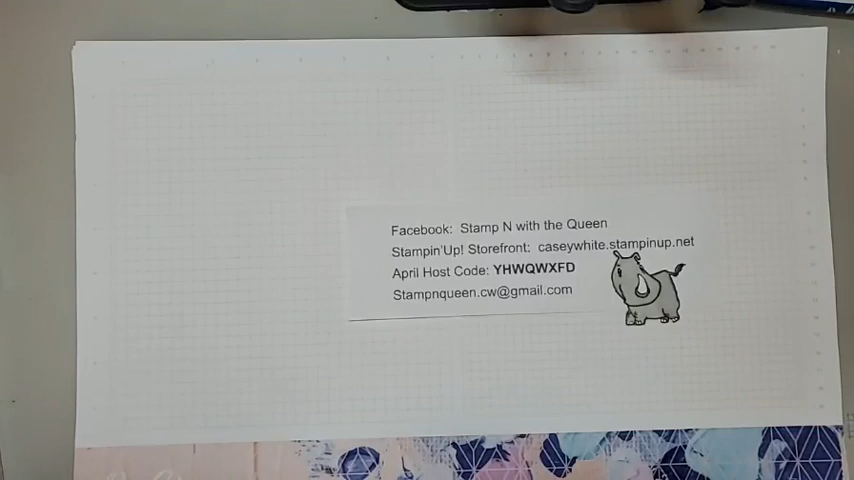 Facebook: Stamp N with the Queen
Stampin'Up! Storefront: caseywhite.stampinup.net
April Host Code: YHWQWXFD
Stampnqueen.cw@gmail.com